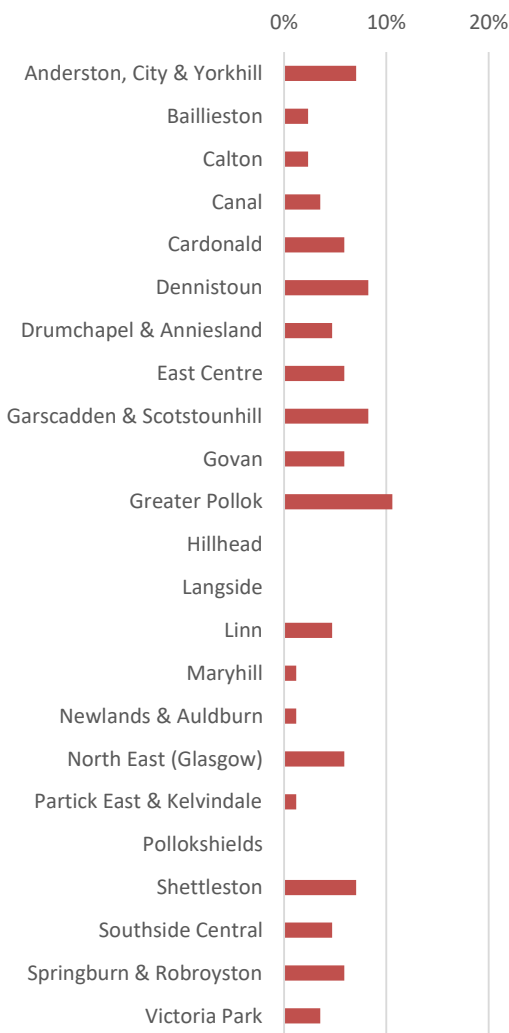 0% 10% 20%
Anderston, City & Yorkhill
Baillieston
Calton
Canal
Cardonald
Dennistoun
Drumchapel & Anniesland
East Centre
Garscadden & Scotstounhill
Govan
Greater Pollok
Hillhead
Langside
Linn
Maryhill
Newlands & Auldburn
North East (Glasgow)
Partick East & Kelvindale
Pollokshields
Shettleston
Southside Central
Springburn & Robroyston
Victoria Park